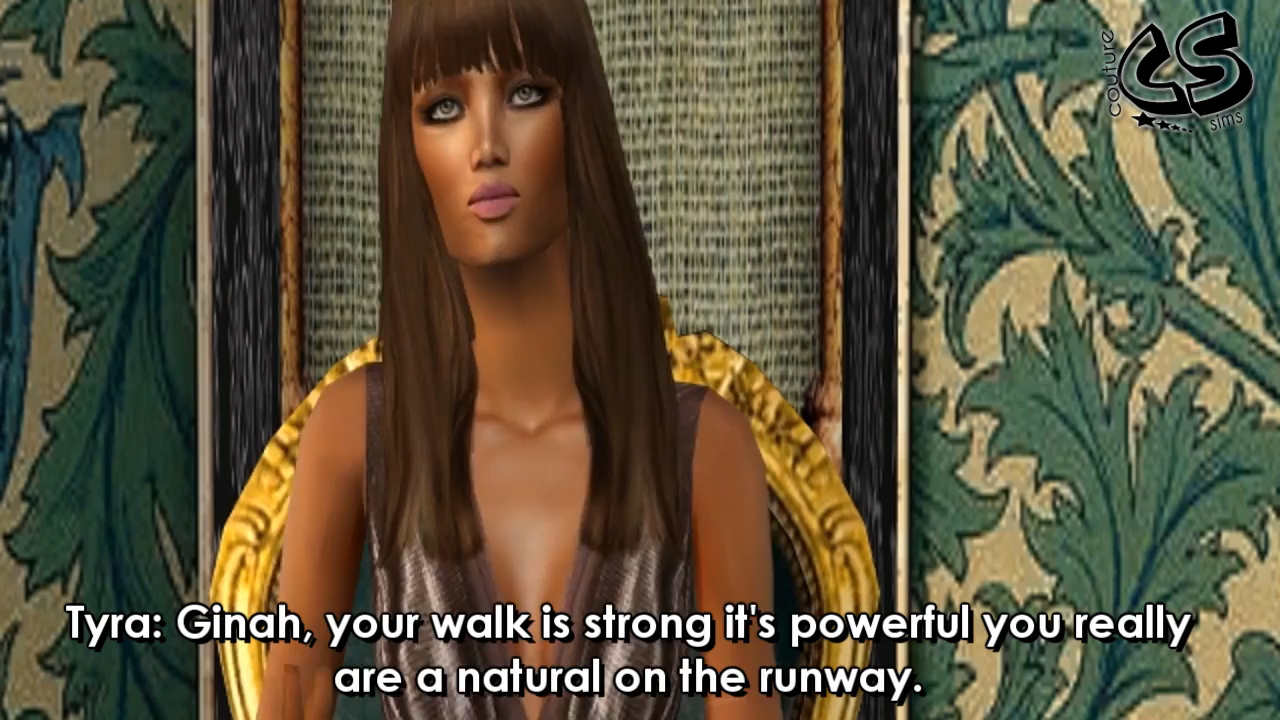 couture
CS
sims
Tyra: Ginah, your walk is strong it's powerful you really
are a natural on the runway.